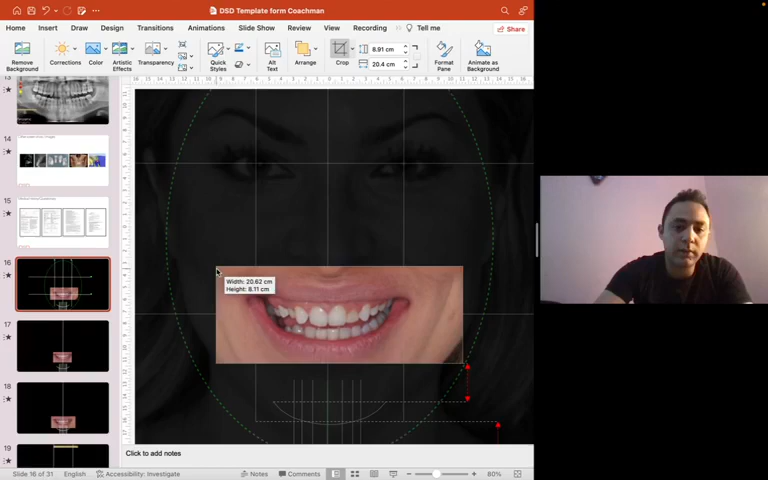 DSD Template form Coachman
Home Insert Draw Design Transitions Animations Slide Show Review View Recording Tell me Share
Remove Background
Corrections
Color
Artistic Effects
Transparency
Quick Styles
Alt Text
Arrange
Crop
8.91 cm
20.4 cm
Format Pane
Animate as Background
13
14
15
16
17
18
19
Width: 20.62 cm
Height: 8.11 cm
Click to add notes
Slide 16 of 31 English Accessibility: Investigate Notes Comments 80%